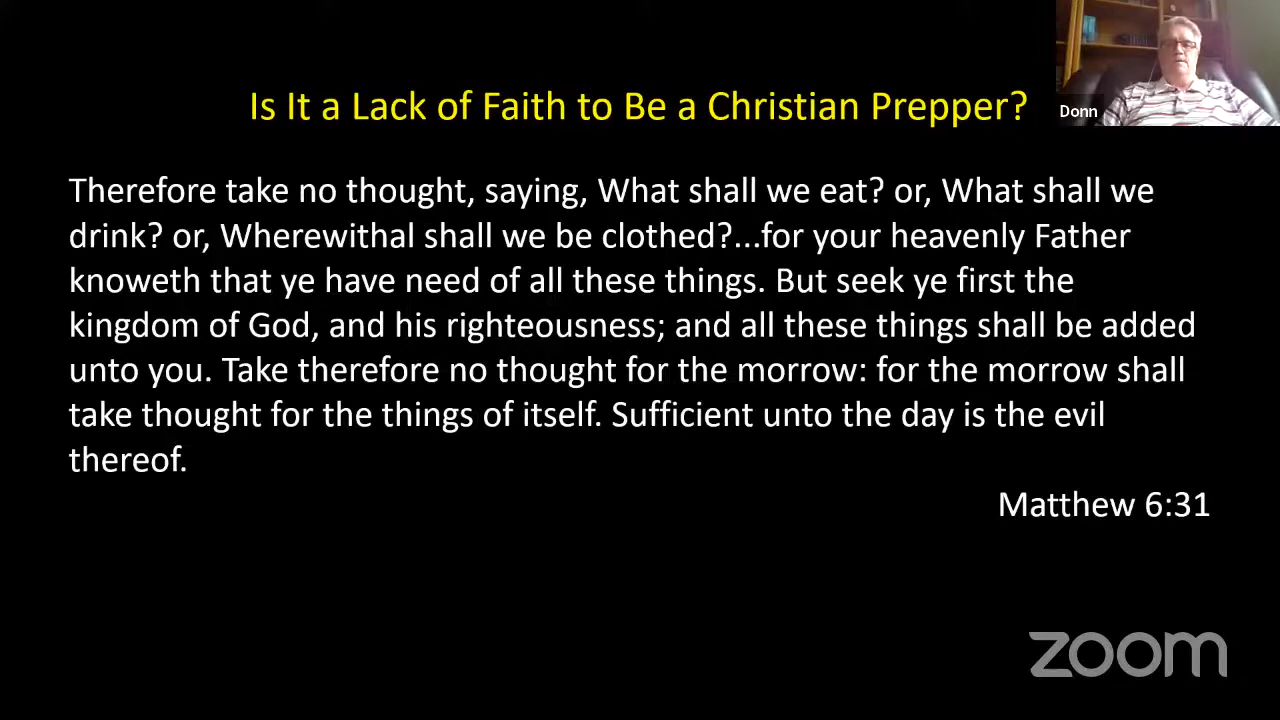 Is It a Lack of Faith to Be a Christian Prepper?
Donn
Therefore take no thought, saying, What shall we eat? or, What shall we
drink? or, Wherewithal shall we be clothed?...for your heavenly Father
knoweth that ye have need of all these things. But seek ye first the
kingdom of God, and his righteousness; and all these things shall be added
unto you. Take therefore no thought for the morrow: for the morrow shall
take thought for the things of itself. Sufficient unto the day is the evil
thereof.
Matthew 6:31
zoom